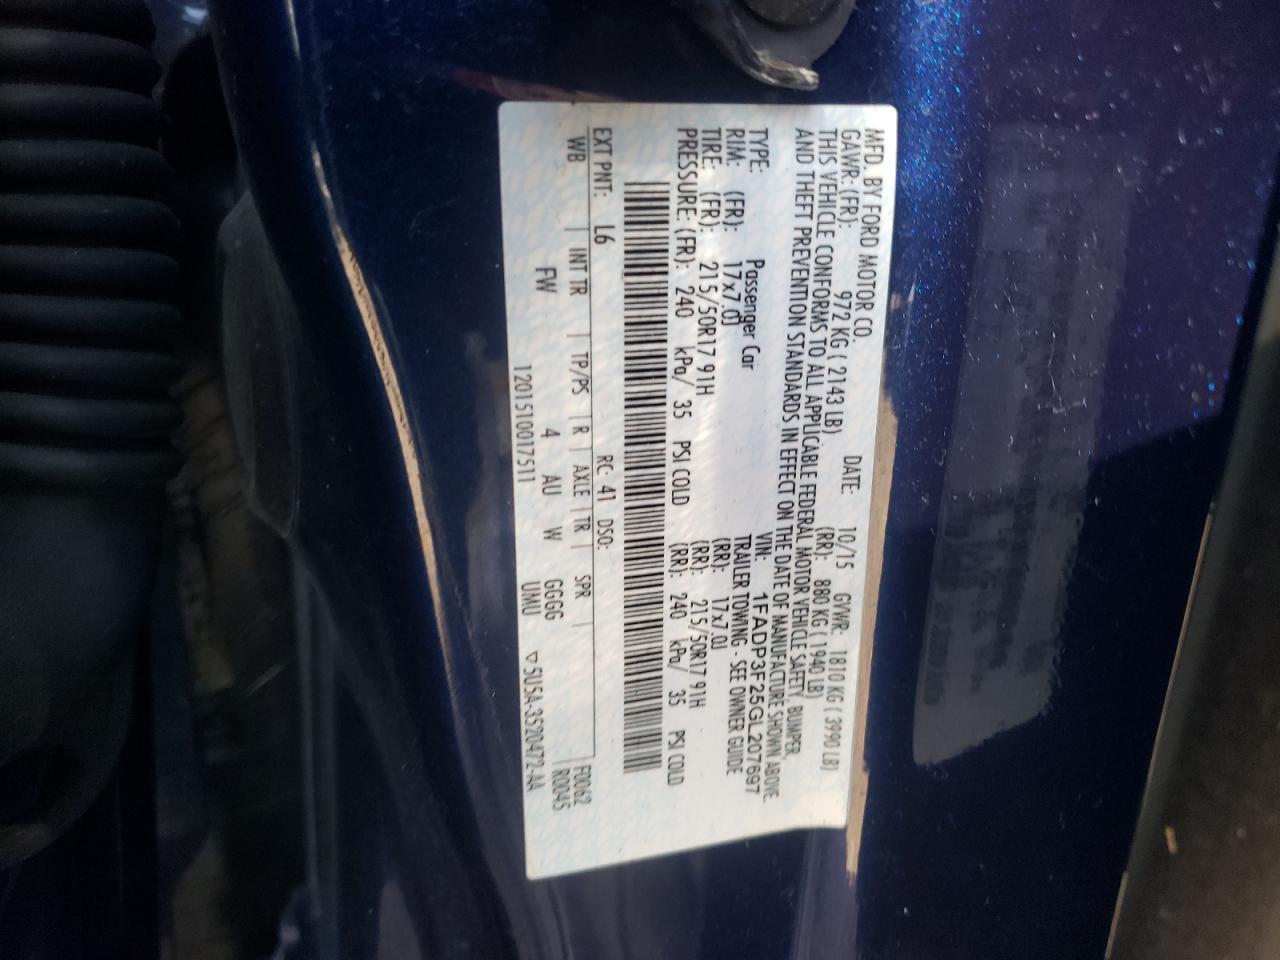 MFD. BY FORD MOTOR CO.
DATE: 10/15 GVWR: 1810 KG ( 3990 LB)
GAWR: (FR): 972 KG ( 2143 LB) (RR): 880 KG ( 1940 LB)
THIS VEHICLE CONFORMS TO ALL APPLICABLE FEDERAL MOTOR VEHICLE SAFETY, BUMPER,
AND THEFT PREVENTION STANDARDS IN EFFECT ON THE DATE OF MANUFACTURE SHOWN ABOVE.
VIN: 1FADP3F25GL207697
TYPE: Passenger Car TRAILER TOWING - SEE OWNER GUIDE
RIM: (FR): 17x7.0J (RR): 17x7.0J
TIRE: (FR): 215/50R17 91H (RR): 215/50R17 91H
PRESSURE: (FR): 240 kPa/ 35 PSI COLD (RR): 240 kPa/ 35 PSI COLD
EXT PNT: L6 RC: 41 DSO: F0062
WB | INT TR | TP/PS | R | AXLE | TR | SPR | R0045
FW 4 AU W GGGG
1201510017511 UMU ▽5U5A-3520472-AA